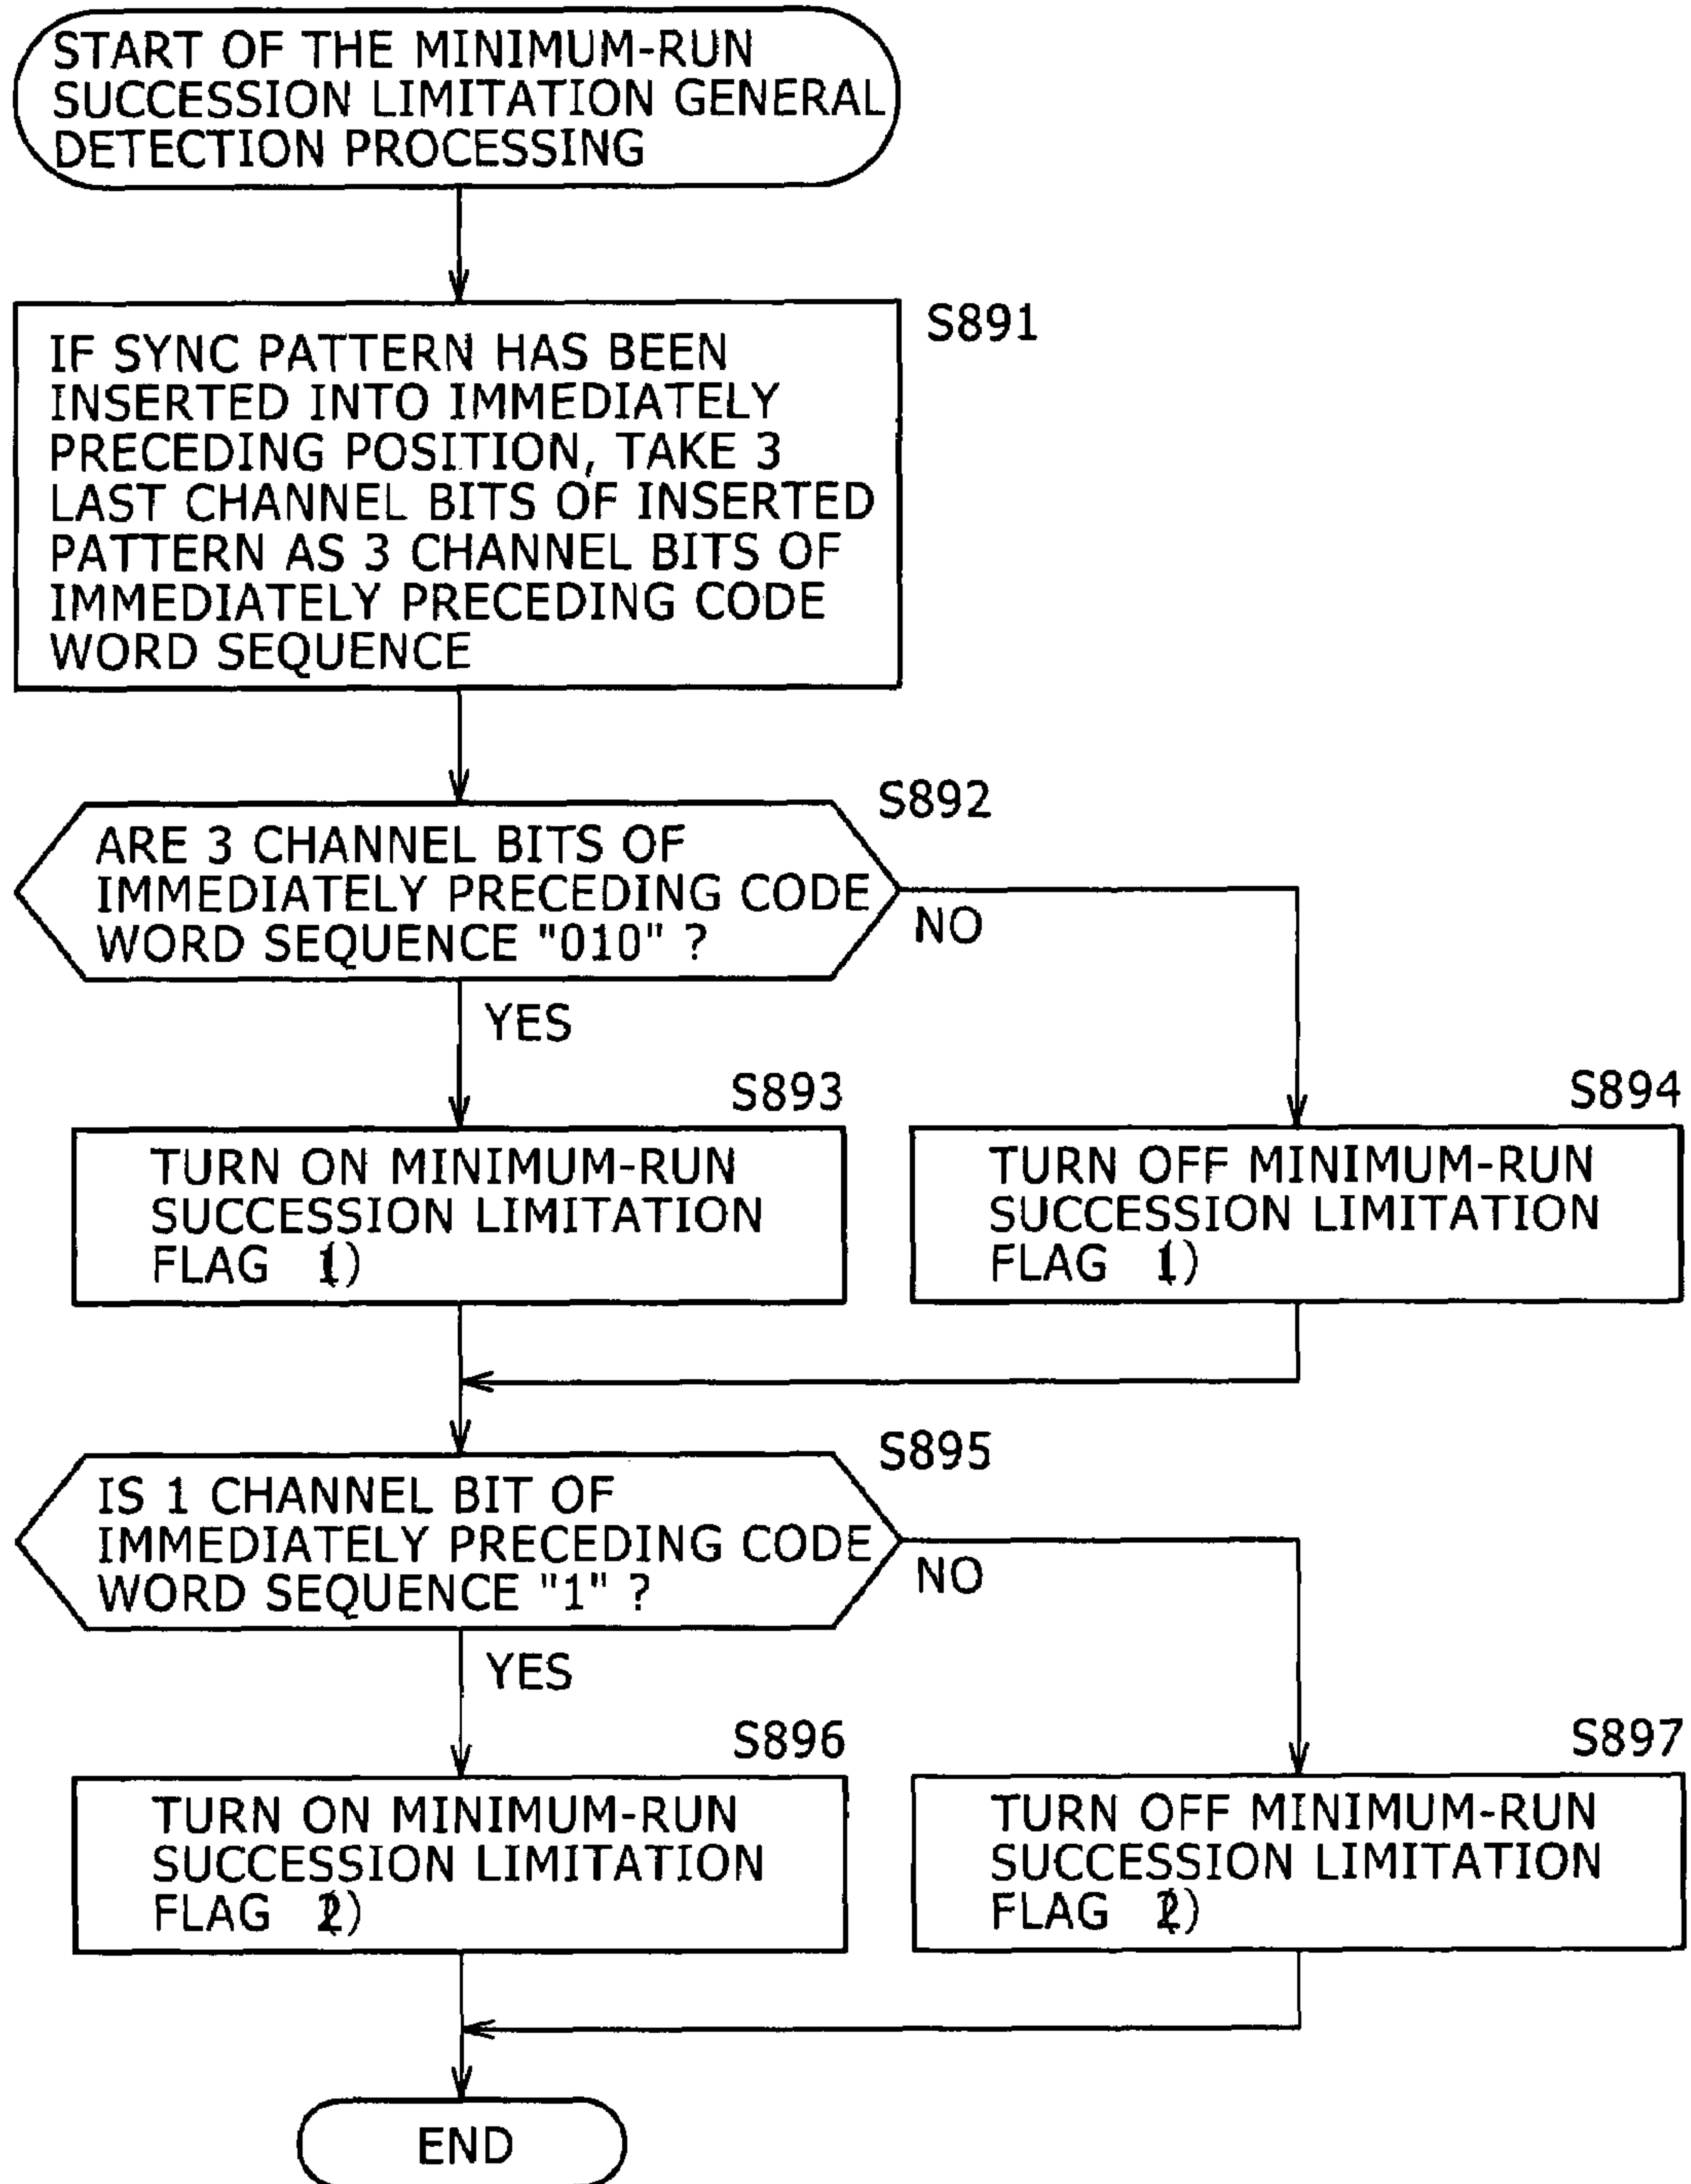 START OF THE MINIMUM-RUN
SUCCESSION LIMITATION GENERAL
DETECTION PROCESSING
S891
IF SYNC PATTERN HAS BEEN
INSERTED INTO IMMEDIATELY
PRECEDING POSITION, TAKE 3
LAST CHANNEL BITS OF INSERTED
PATTERN AS 3 CHANNEL BITS OF
IMMEDIATELY PRECEDING CODE
WORD SEQUENCE
S892
ARE 3 CHANNEL BITS OF
IMMEDIATELY PRECEDING CODE
WORD SEQUENCE "010" ?
NO
YES
S893
TURN ON MINIMUM-RUN
SUCCESSION LIMITATION
FLAG (1)
S894
TURN OFF MINIMUM-RUN
SUCCESSION LIMITATION
FLAG (1)
S895
IS 1 CHANNEL BIT OF
IMMEDIATELY PRECEDING CODE
WORD SEQUENCE "1" ?
NO
YES
S896
TURN ON MINIMUM-RUN
SUCCESSION LIMITATION
FLAG (2)
S897
TURN OFF MINIMUM-RUN
SUCCESSION LIMITATION
FLAG (2)
END